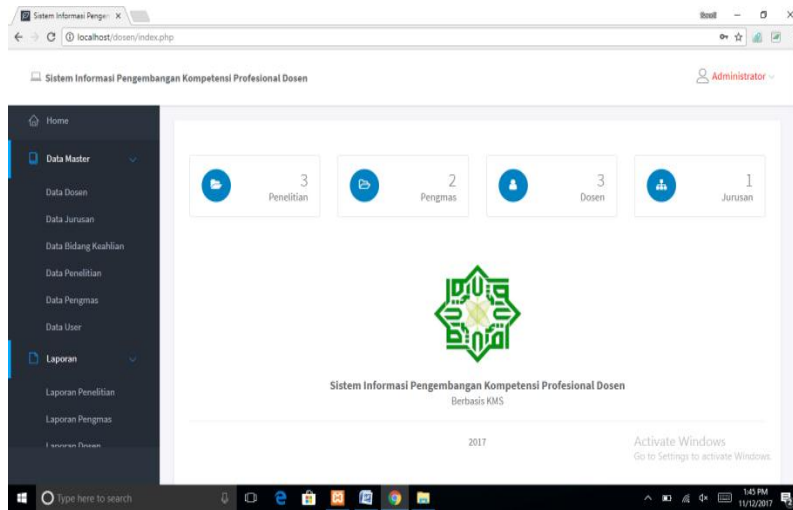 Sistem Informasi Penger
localhost/dosen/index.php
Sistem Informasi Pengembangan Kompetensi Profesional Dosen
Administrator
Home
Data Master
Data Dosen
Data Jurusan
Data Bidang Keahlian
Data Penelitian
Data Pengmas
Data User
Laporan
Laporan Penelitian
Laporan Pengmas
Laporan Dosen
3
Penelitian
2
Pengmas
3
Dosen
1
Jurusan
Sistem Informasi Pengembangan Kompetensi Profesional Dosen
Berbasis KMS
2017
Activate Windows
Go to Settings to activate Windows.
Type here to search
1:45 PM
11/12/2017